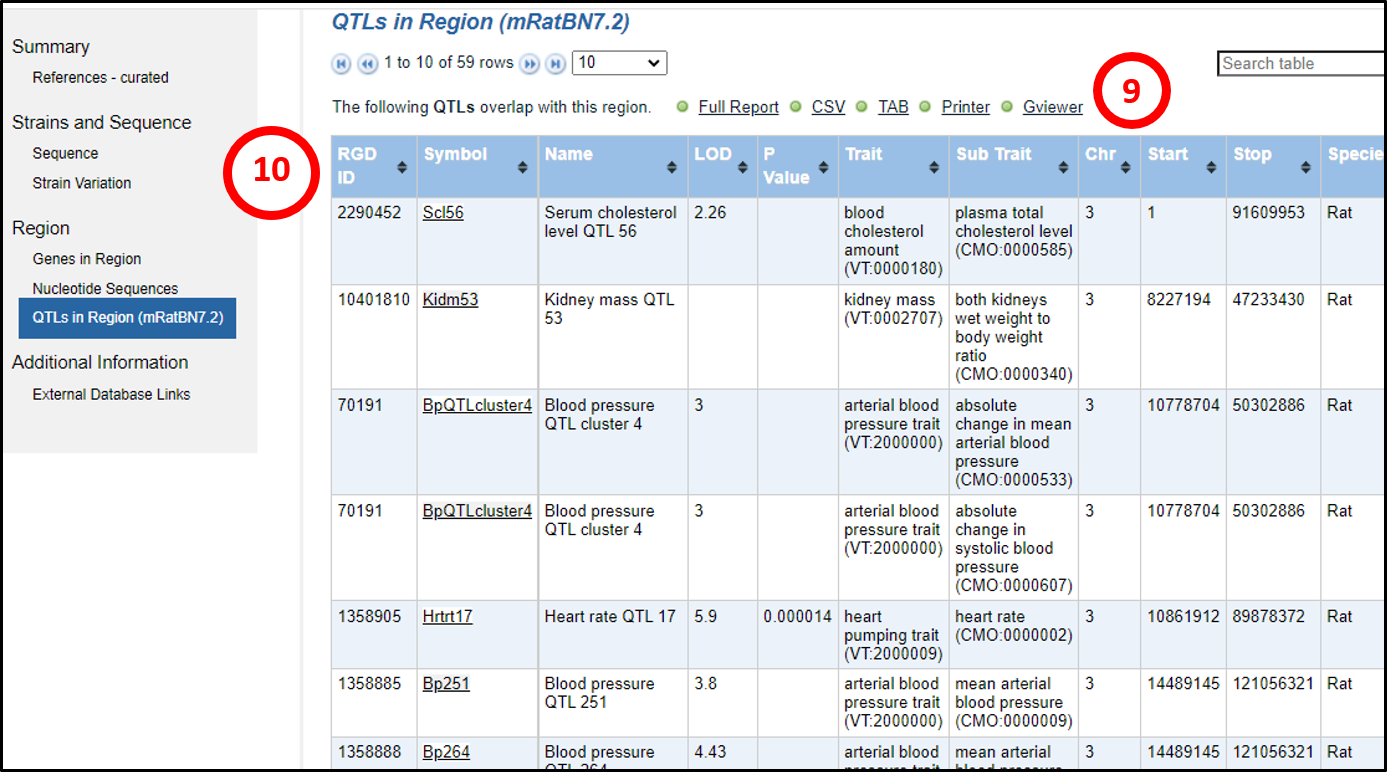 Summary
References - curated
Strains and Sequence
Sequence
Strain Variation
Region
Genes in Region
Nucleotide Sequences
QTLs in Region (mRatBN7.2)
Additional Information
External Database Links
10
QTLs in Region (mRatBN7.2)
1 to 10 of 59 rows 10
Search table
The following QTLs overlap with this region. Full Report CSV TAB Printer Gviewer
9
RGD ID Symbol Name LOD P Value Trait Sub Trait Chr Start Stop Specie
2290452 Scl56 Serum cholesterol 2.26 blood plasma total 3 1 91609953 Rat
level QTL 56 cholesterol cholesterol level
amount (CMO:0000585)
(VT:0000180)
10401810 Kidm53 Kidney mass QTL kidney mass both kidneys 3 8227194 47233430 Rat
53 (VT:0002707) wet weight to
body weight
ratio
(CMO:0000340)
70191 BpQTLcluster4 Blood pressure 3 arterial blood absolute 3 10778704 50302886 Rat
QTL cluster 4 pressure trait change in mean
(VT:2000000) arterial blood
pressure
(CMO:0000533)
70191 BpQTLcluster4 Blood pressure 3 arterial blood absolute 3 10778704 50302886 Rat
QTL cluster 4 pressure trait change in
(VT:2000000) systolic blood
pressure
(CMO:0000607)
1358905 Hrtrt17 Heart rate QTL 17 5.9 0.000014 heart heart rate 3 10861912 89878372 Rat
pumping trait (CMO:0000002)
(VT:2000009)
1358885 Bp251 Blood pressure 3.8 arterial blood mean arterial 3 14489145 121056321 Rat
QTL 251 pressure trait blood pressure
(VT:2000000) (CMO:0000009)
1358888 Bp264 Blood pressure 4.43 arterial blood mean arterial 3 14489145 121056321 Rat
QTL 264 pressure trait blood pressure